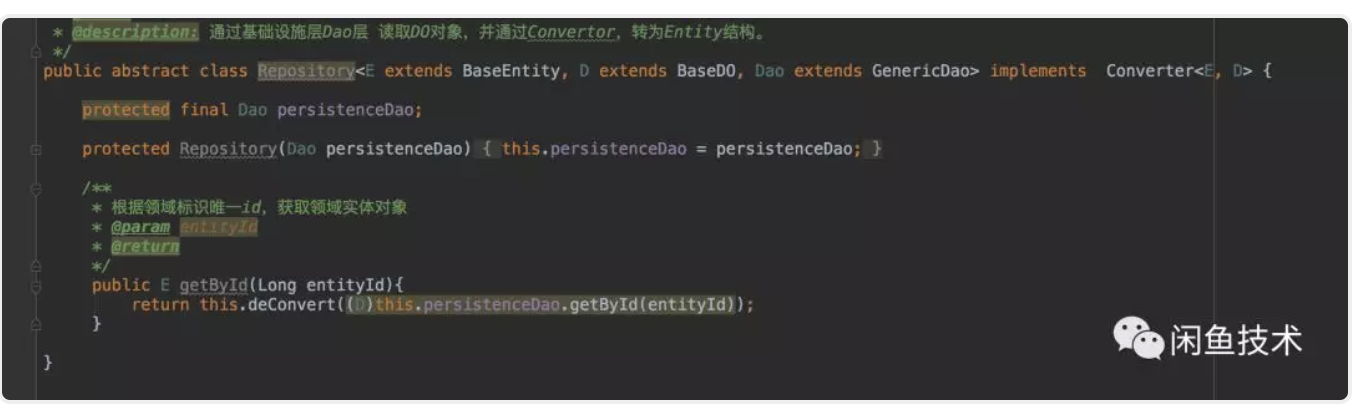 * @description: 通过基础设施层Dao层 读取DO对象，并通过Convertor，转为Entity结构。
*/
public abstract class Repository<E extends BaseEntity, D extends BaseDO, Dao extends GenericDao> implements Converter<E, D> {
protected final Dao persistenceDao;
protected Repository(Dao persistenceDao) { this.persistenceDao = persistenceDao; }
/**
* 根据领域标识唯一id，获取领域实体对象
* @param entityId
* @return
*/
public E getById(Long entityId){
return this.deConvert((D)this.persistenceDao.getById(entityId));
}
}
闲鱼技术